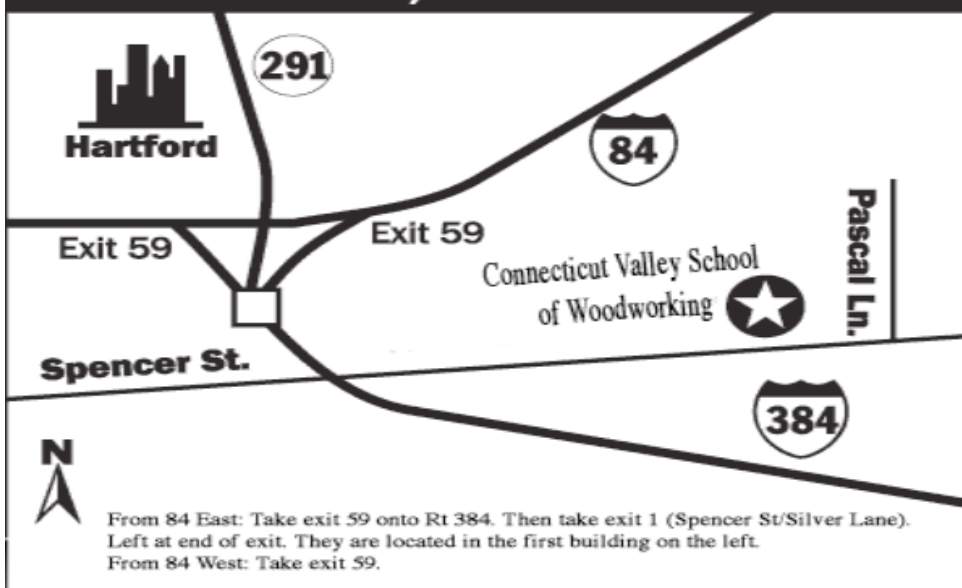 291
Hartford
84
Exit 59
Exit 59
Pascal Ln.
Connecticut Valley School
of Woodworking
Spencer St.
384
N
From 84 East: Take exit 59 onto Rt 384. Then take exit 1 (Spencer St/Silver Lane).
Left at end of exit. They are located in the first building on the left.
From 84 West: Take exit 59.